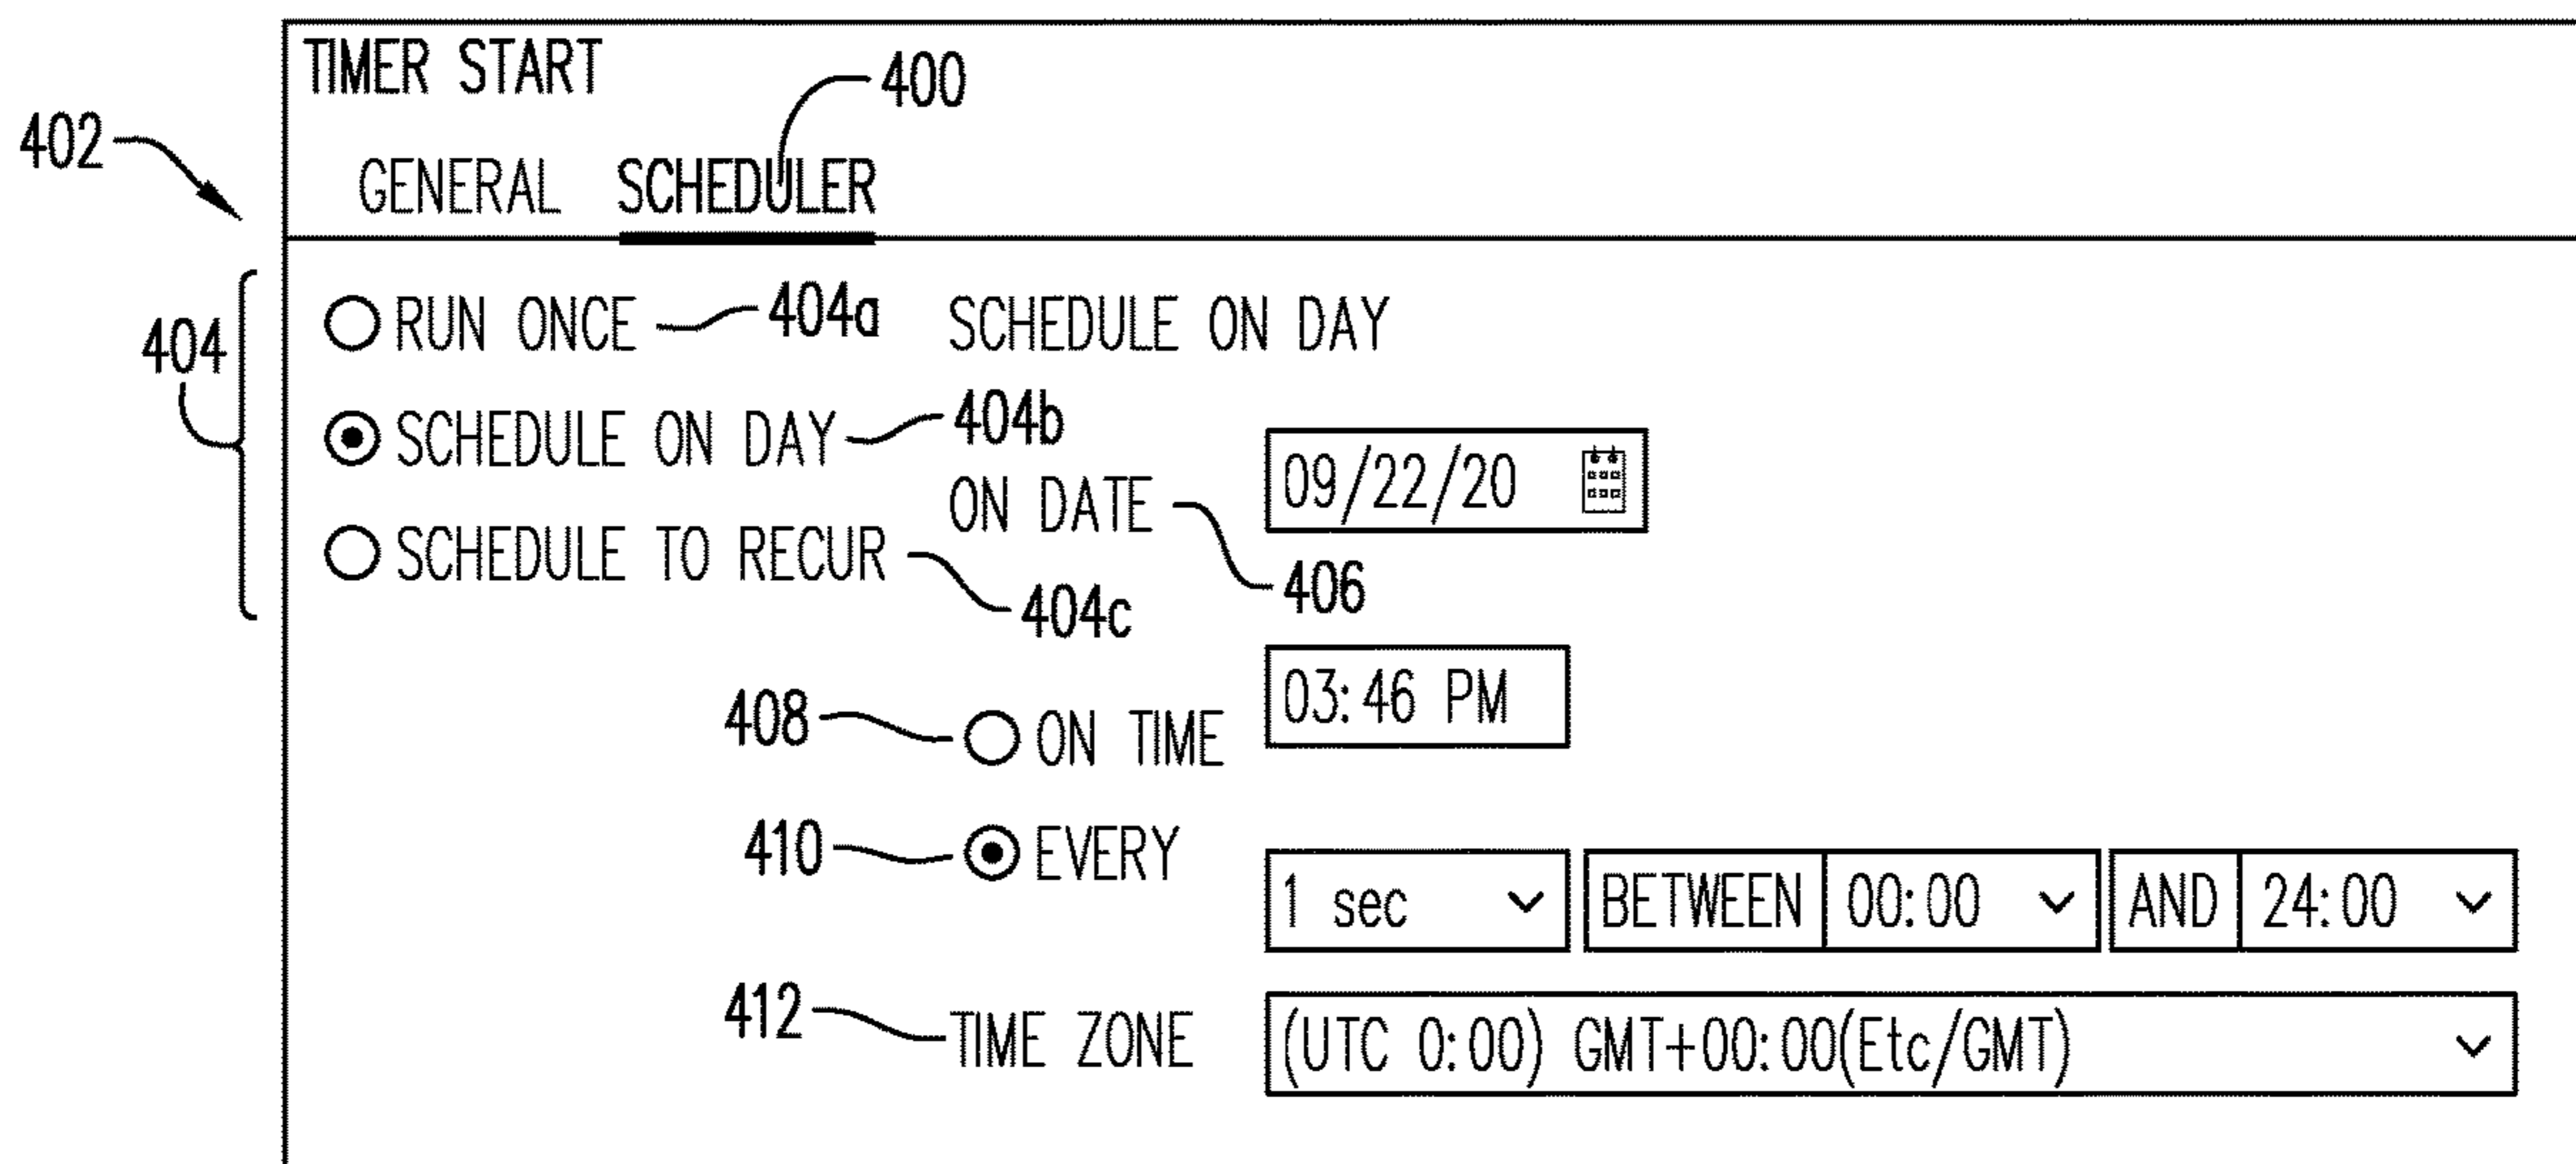 TIMER START
400
402
GENERAL SCHEDULER
404
RUN ONCE 404a SCHEDULE ON DAY
SCHEDULE ON DAY 404b
ON DATE 09/22/20
SCHEDULE TO RECUR
406
404c
408 ON TIME 03:46 PM
410 EVERY
1 sec BETWEEN 00:00 AND 24:00
412 TIME ZONE (UTC 0:00) GMT+00:00(Etc/GMT)